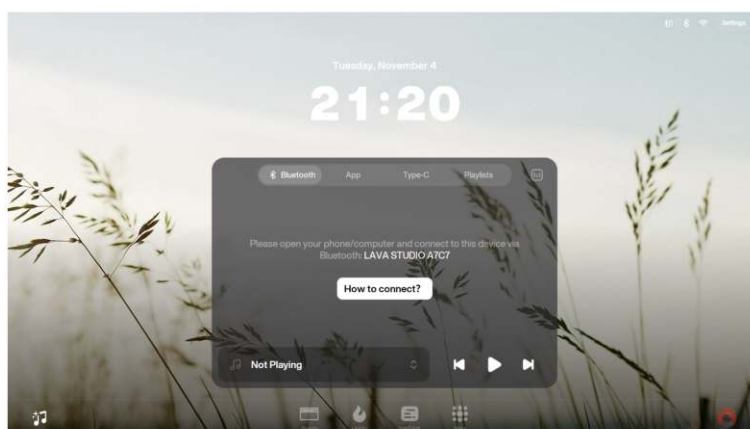 Settings
Tuesday, November 4
21:20
Bluetooth
App
Type-C
Playlists
Please open your phone/computer and connect to this device via
Bluetooth: LAVA STUDIO A7C7
How to connect?
Not Playing